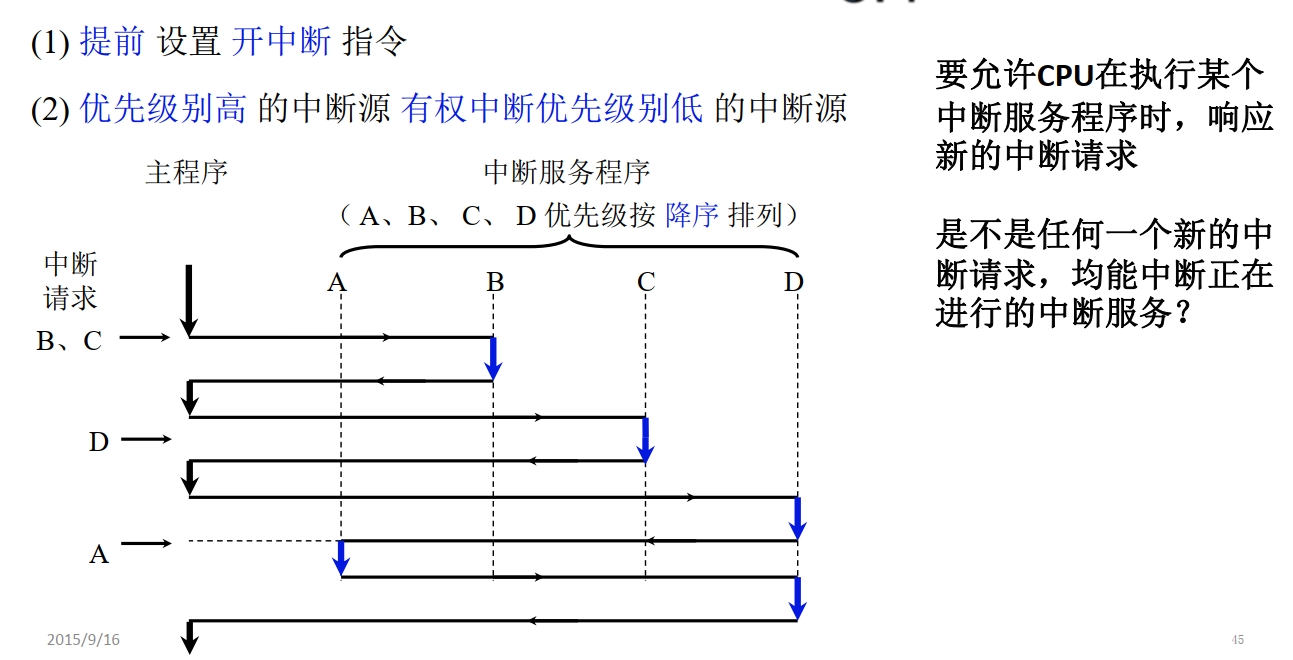 (1) 提前 设置 开中断 指令
(2) 优先级别高 的中断源 有权中断优先级别低 的中断源
主程序
中断服务程序
（ A、B、 C、 D 优先级按 降序 排列）
中断
请求
A
B
C
D
B、C
D
A
要允许CPU在执行某个
中断服务程序时，响应
新的中断请求
是不是任何一个新的中
断请求，均能中断正在
进行的中断服务？
2015/9/16
45